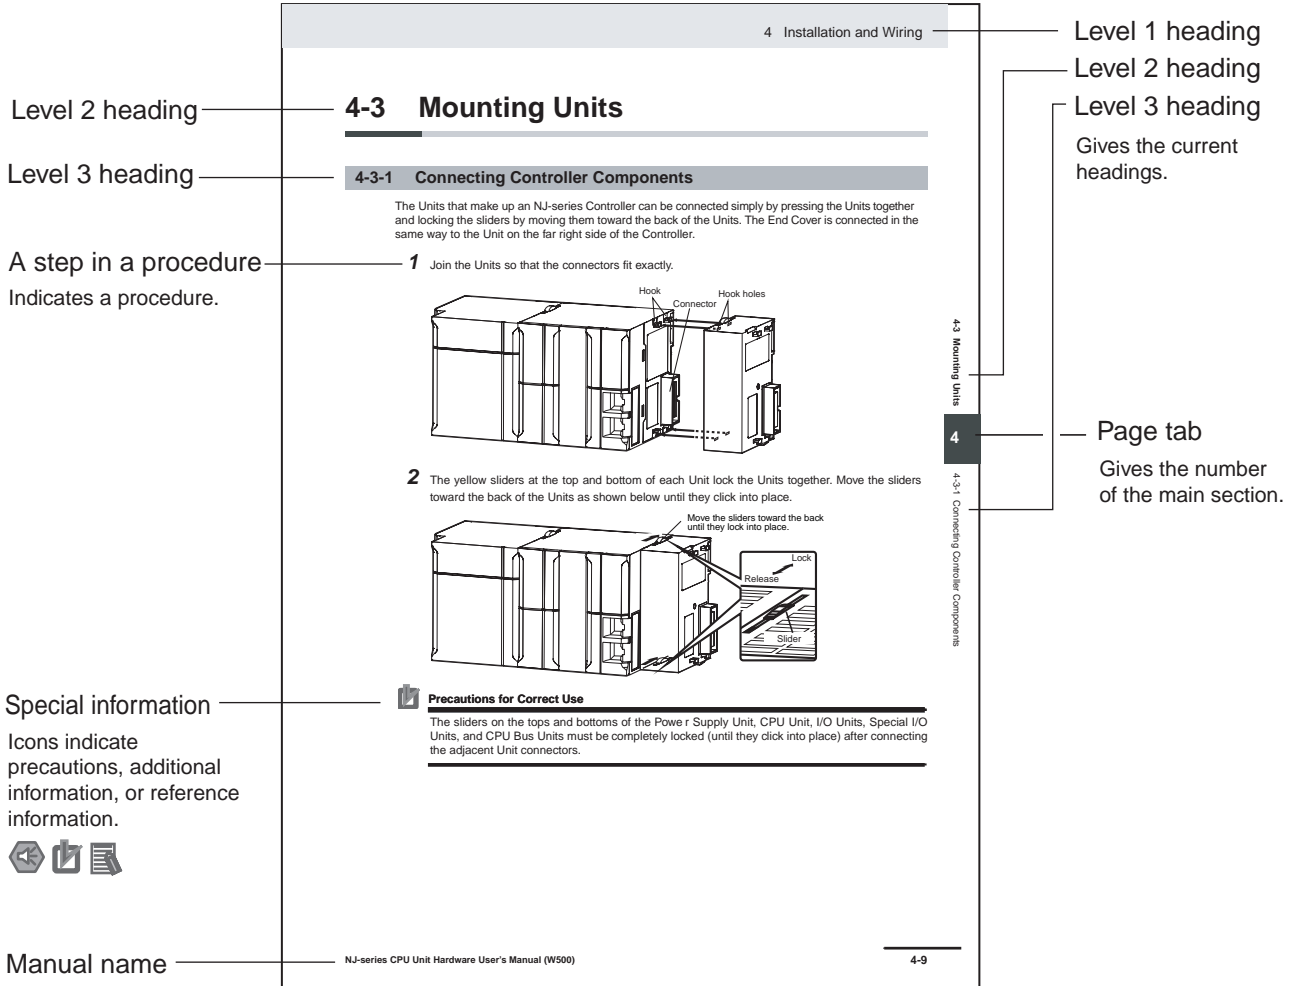 4 Installation and Wiring
Level 1 heading
Level 2 heading
Level 3 heading
Gives the current
headings.
Level 2 heading
4-3 Mounting Units
Level 3 heading
4-3-1 Connecting Controller Components
The Units that make up an NJ-series Controller can be connected simply by pressing the Units together
and locking the sliders by moving them toward the back of the Units. The End Cover is connected in the
same way to the Unit on the far right side of the Controller.
A step in a procedure
Indicates a procedure.
1 Join the Units so that the connectors fit exactly.
Hook
Connector
Hook holes
4-3 Mounting Units
4
4-3-1 Connecting Controller Components
Page tab
Gives the number
of the main section.
2 The yellow sliders at the top and bottom of each Unit lock the Units together. Move the sliders
toward the back of the Units as shown below until they click into place.
Move the sliders toward the back
until they lock into place.
Lock
Release
Slider
Special information
Icons indicate
precautions, additional
information, or reference
information.
Precautions for Correct Use
The sliders on the tops and bottoms of the Powe r Supply Unit, CPU Unit, I/O Units, Special I/O
Units, and CPU Bus Units must be completely locked (until they click into place) after connecting
the adjacent Unit connectors.
Manual name
NJ-series CPU Unit Hardware User's Manual (W500)
4-9